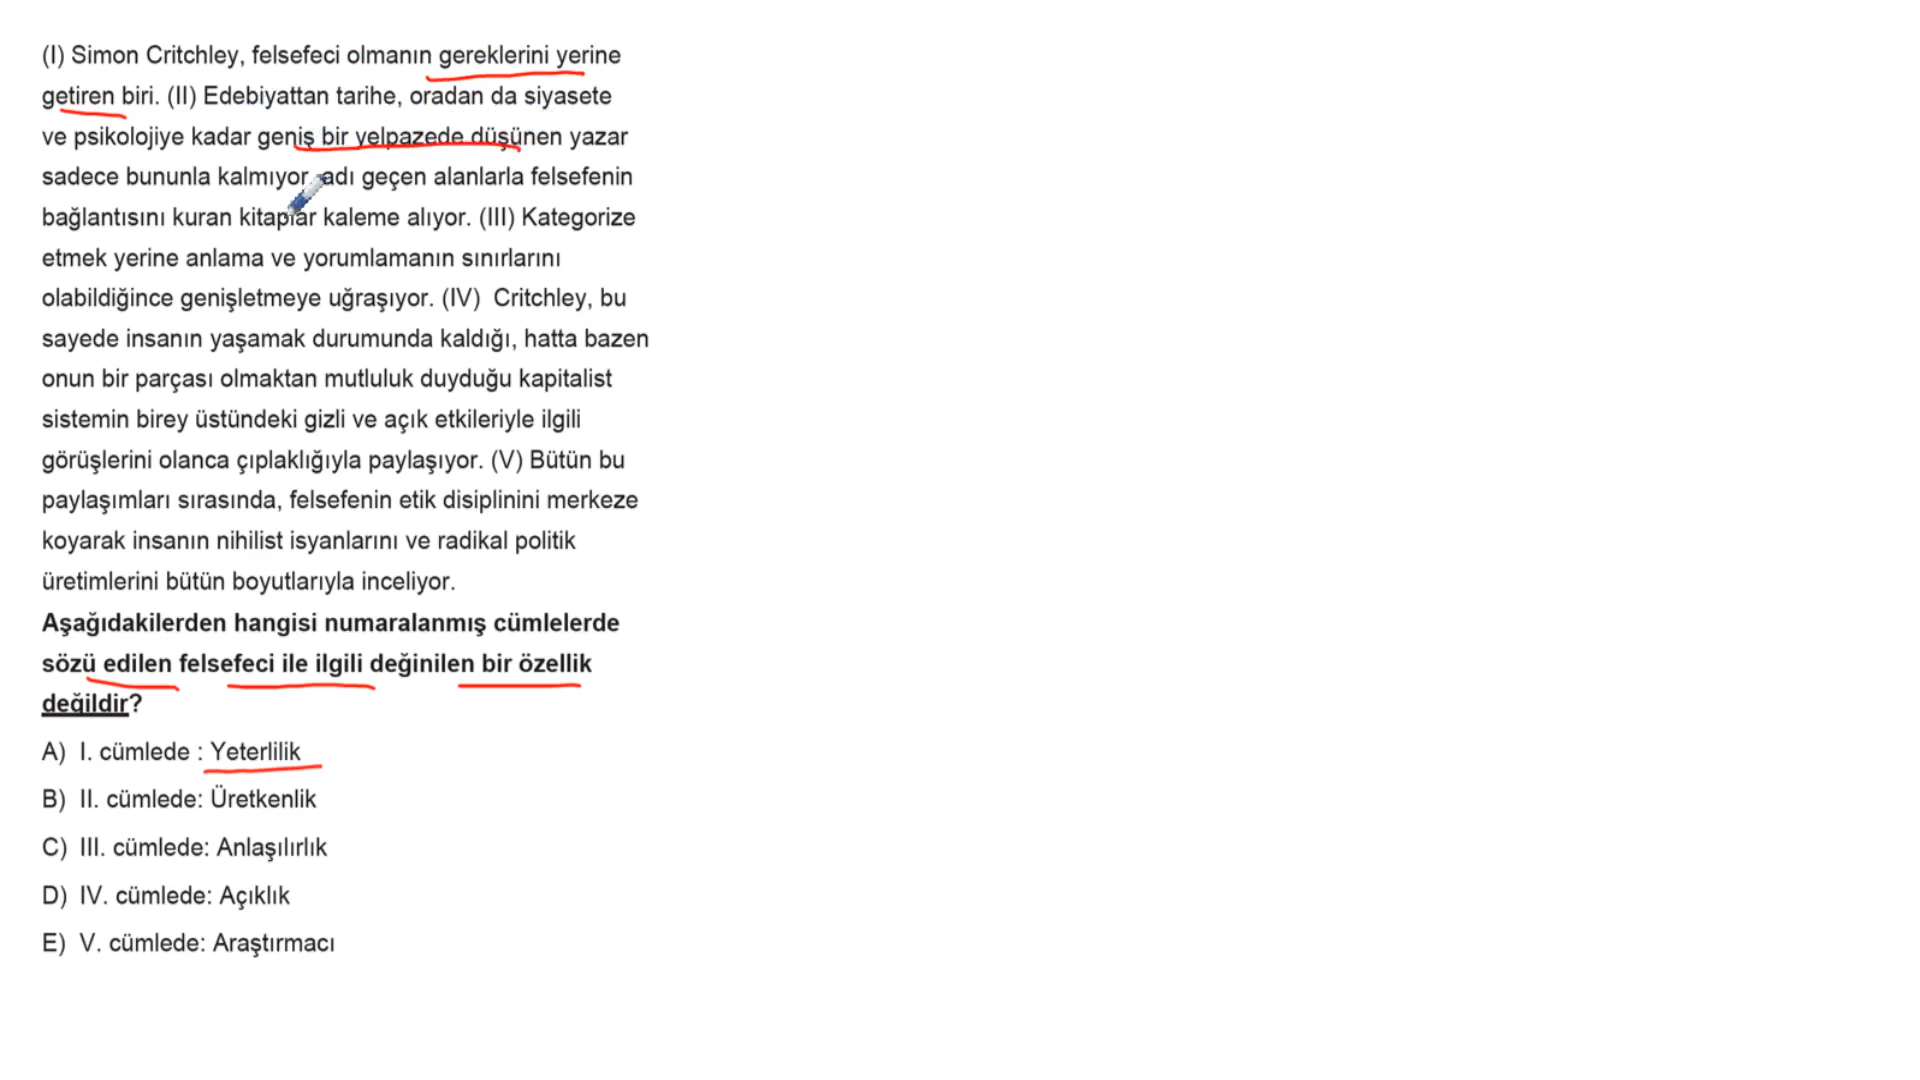 (I) Simon Critchley, felsefeci olmanın gereklerini yerine
getiren biri. (II) Edebiyattan tarihe, oradan da siyasete
ve psikolojiye kadar geniş bir yelpazede düşünen yazar
sadece bununla kalmıyor adı geçen alanlarla felsefenin
bağlantısını kuran kitaplar kaleme alıyor. (III) Kategorize
etmek yerine anlama ve yorumlamanın sınırlarını
olabildiğince genişletmeye uğraşıyor. (IV) Critchley, bu
sayede insanın yaşamak durumunda kaldığı, hatta bazen
onun bir parçası olmaktan mutluluk duyduğu kapitalist
sistemin birey üstündeki gizli ve açık etkileriyle ilgili
görüşlerini olanca çıplaklığıyla paylaşıyor. (V) Bütün bu
paylaşımları sırasında, felsefenin etik disiplinini merkeze
koyarak insanın nihilist isyanlarını ve radikal politik
üretimlerini bütün boyutlarıyla inceliyor.
Aşağıdakilerden hangisi numaralanmış cümlelerde
sözü edilen felsefeci ile ilgili değinilen bir özellik
değildir?
A) I. cümlede : Yeterlilik
B) II. cümlede: Üretkenlik
C) III. cümlede: Anlaşılırlık
D) IV. cümlede: Açıklık
E) V. cümlede: Araştırmacı